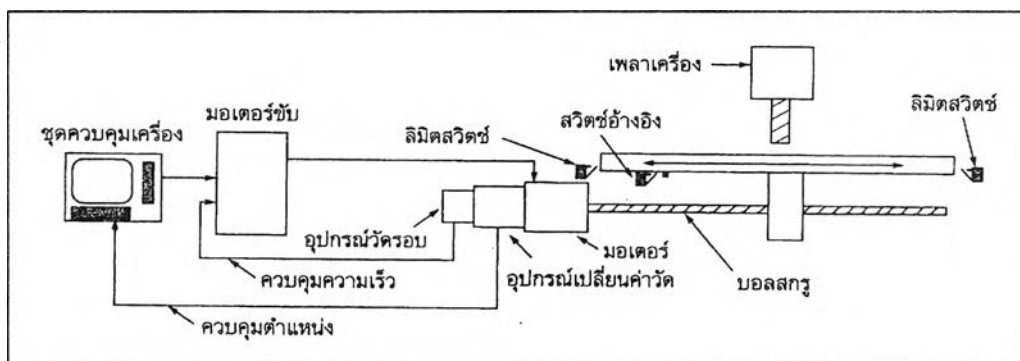 เพลาเครื่อง
ลิมิตสวิตช์
มอเตอร์ขับ
สวิตช์อ้างอิง
ชุดควบคุมเครื่อง
ลิมิตสวิตช์
อุปกรณ์วัดรอบ
มอเตอร์
ควบคุมความเร็ว
อุปกรณ์เปลี่ยนค่าวัด
บอลสกรู
ควบคุมตำแหน่ง